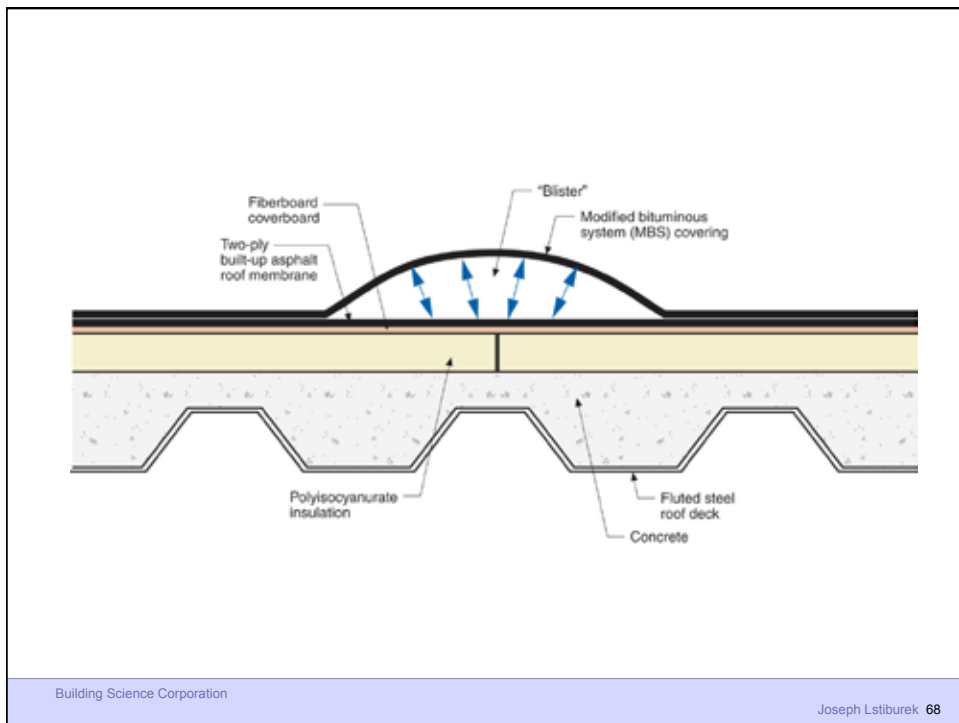 "Blister"
Fiberboard
coverboard
Modified bituminous
system (MBS) covering
Two-ply
built-up asphalt
roof membrane
Polyisocyanurate
insulation
Fluted steel
roof deck
Concrete
Building Science Corporation
Joseph Lstiburek 68